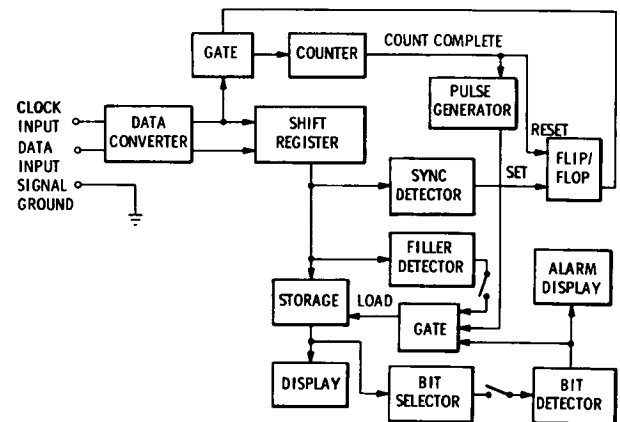 GATE
COUNTER
COUNT COMPLETE
PULSE
GENERATOR
CLOCK
INPUT
DATA
INPUT
SIGNAL
GROUND
DATA
CONVERTER
SHIFT
REGISTER
RESET
FLIP/
FLOP
SYNC
DETECTOR
SET
FILLER
DETECTOR
ALARM
DISPLAY
STORAGE
LOAD
GATE
DISPLAY
BIT
SELECTOR
BIT
DETECTOR